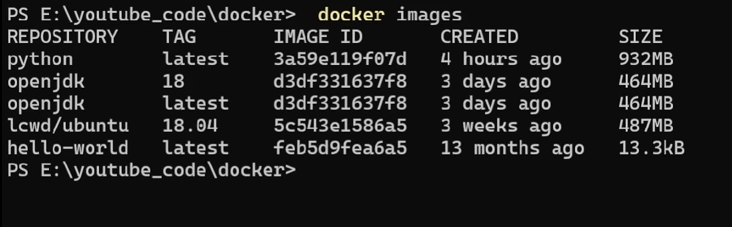 PS E:\youtube_code\docker>  docker images
REPOSITORY    TAG       IMAGE ID       CREATED         SIZE
python        latest    3a59e119f07d   4 hours ago     932MB
openjdk       18        d3df331637f8   3 days ago      464MB
openjdk       latest    d3df331637f8   3 days ago      464MB
lcwd/ubuntu   18.04     5c543e1586a5   3 weeks ago     487MB
hello-world   latest    feb5d9fea6a5   13 months ago   13.3kB
PS E:\youtube_code\docker>